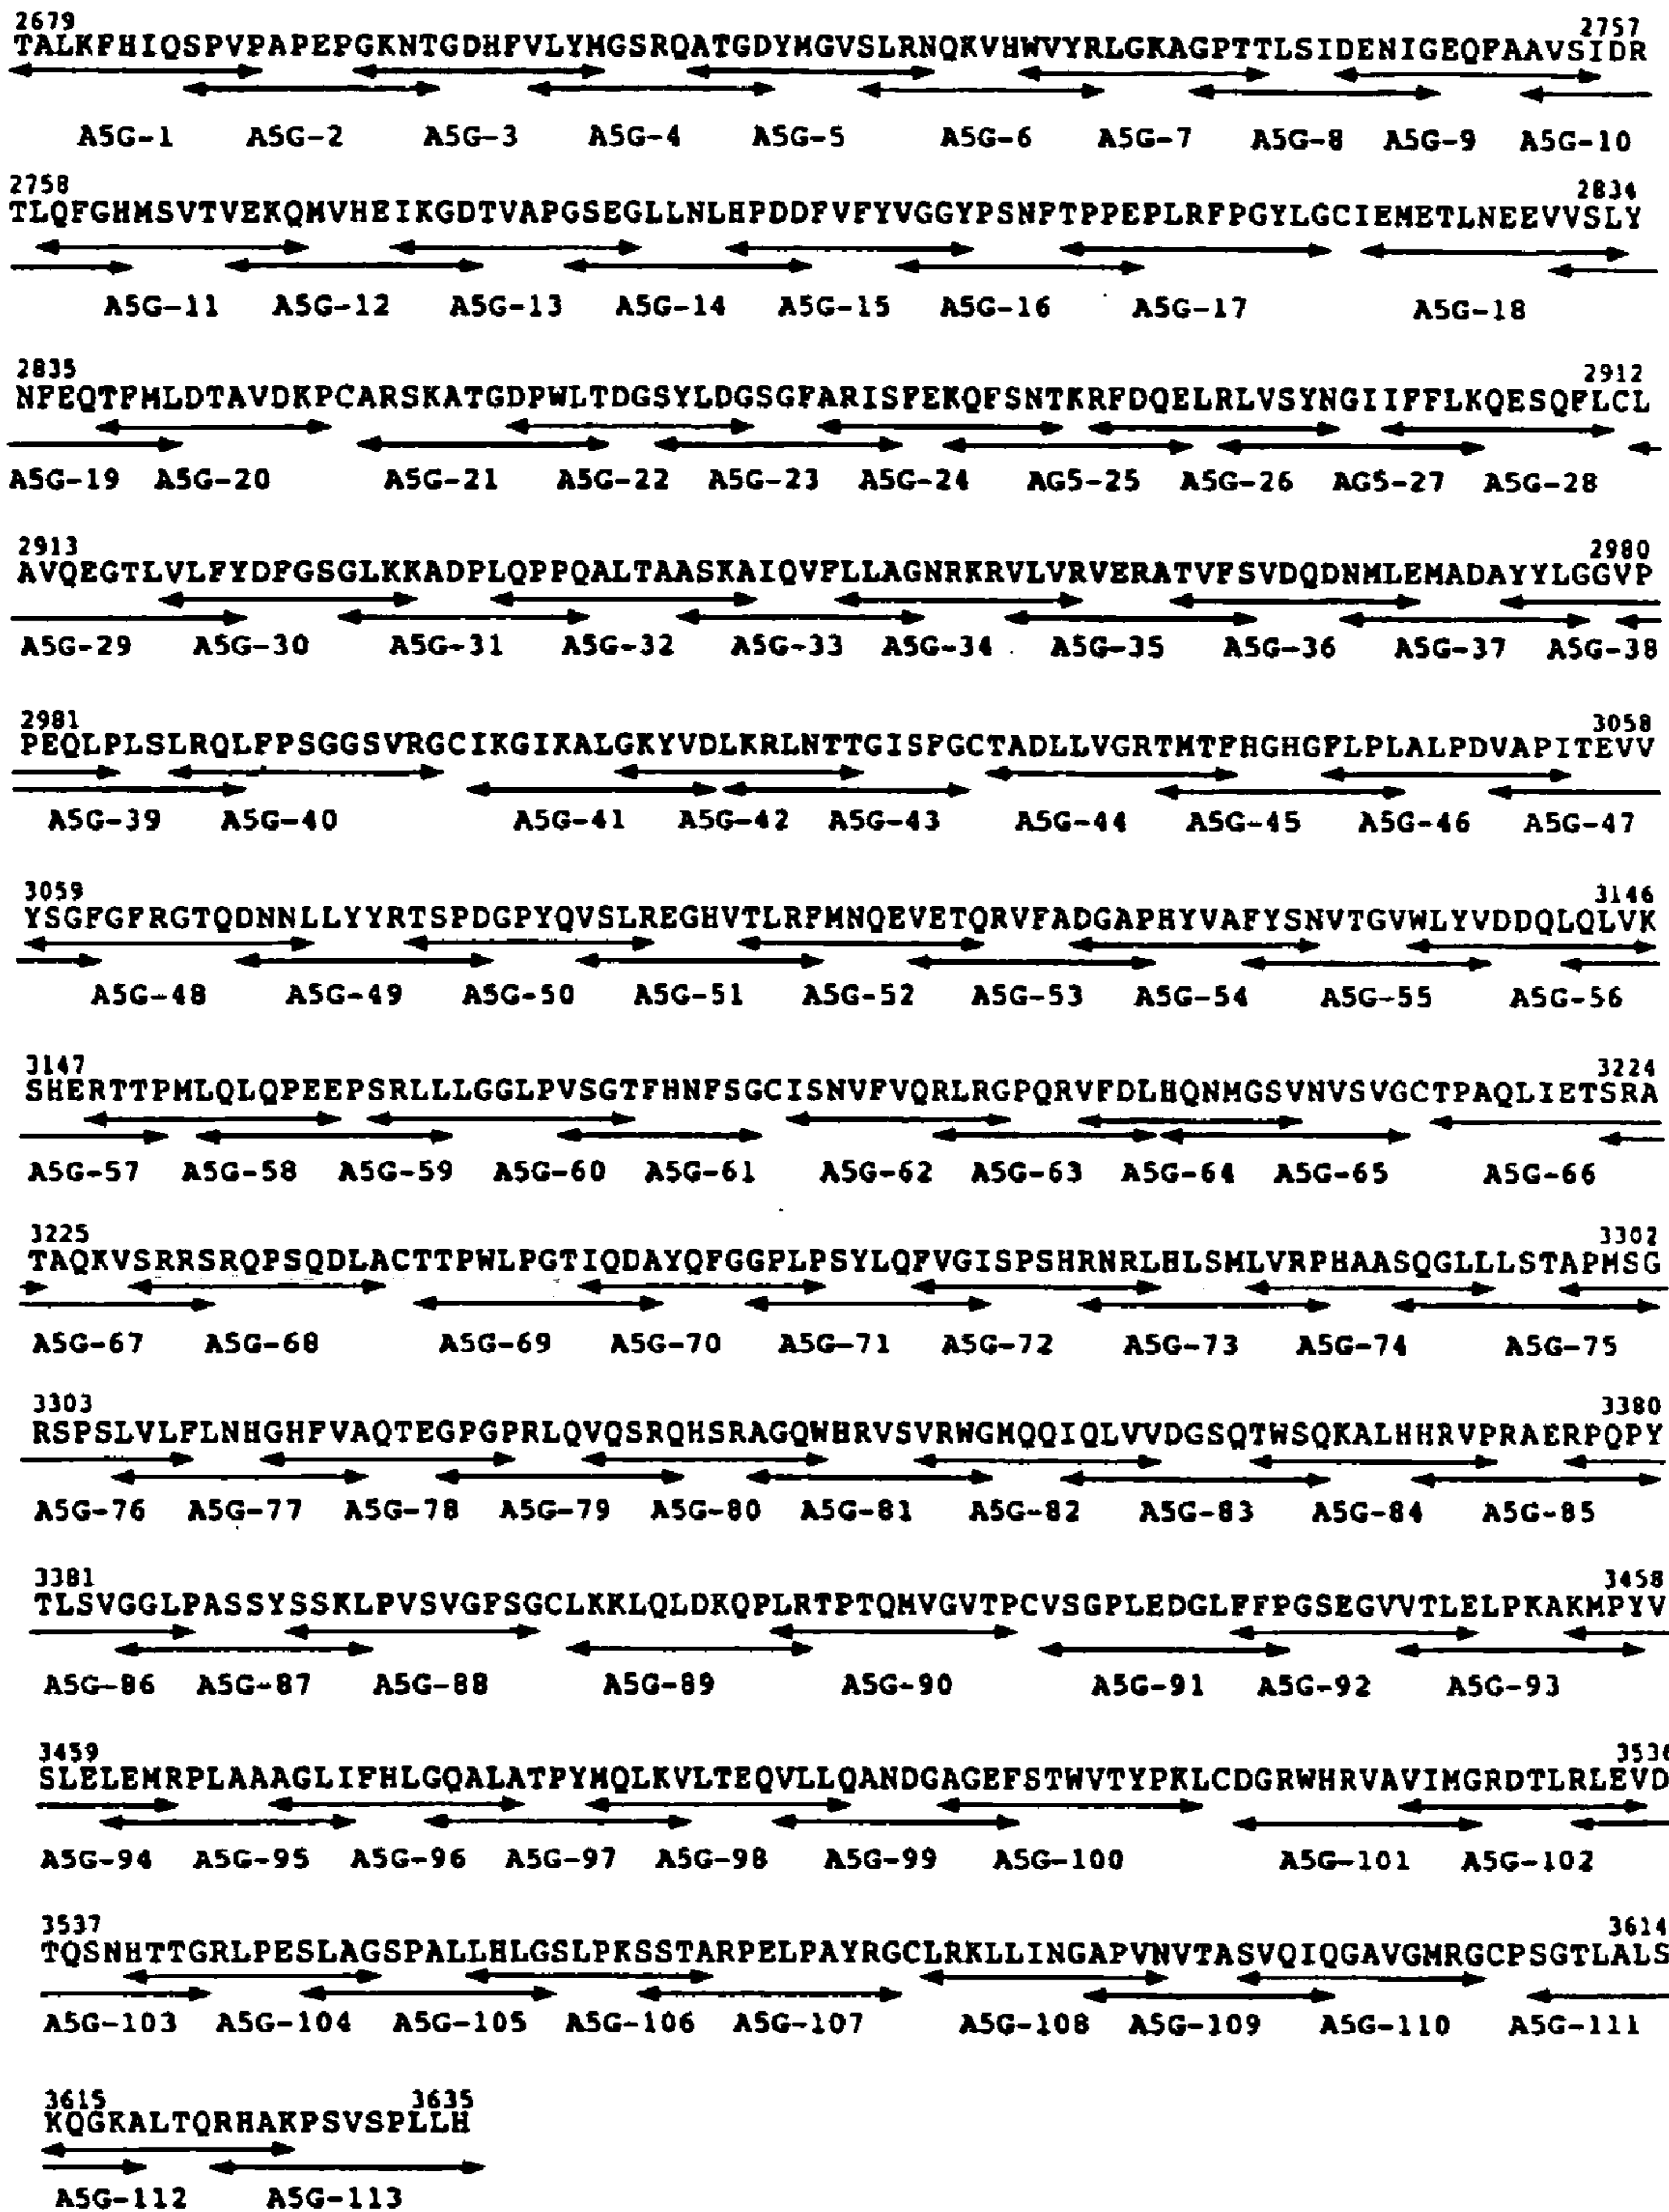 2679 2757
TALKFHIQSPVPAPEPGKNTGDHFVLYMGSRQATGDYMGVSLRNQKVHWVYRLGKAGPTTLSIDENIGEQFAAVSIDR
A5G-1 A5G-2 A5G-3 A5G-4 A5G-5 A5G-6 A5G-7 A5G-8 A5G-9 A5G-10
2758 2834
TLQFGHMSVTVEKQMVHEIKGDTVAPGSEGLLNLHPDDFVFYVGGYPSNFTPPEPLRFPGYLGCIEMETLNEEVVSLY
A5G-11 A5G-12 A5G-13 A5G-14 A5G-15 A5G-16 A5G-17 A5G-18
2835 2912
NFEQTFMLDTAVDKPCARSKATGDPWLTDGSYLDGSGFARISFEKQFSNTKRFDQELRLVSYNGIIFFLKQESQFLCL
A5G-19 A5G-20 A5G-21 A5G-22 A5G-23 A5G-24 AG5-25 A5G-26 AG5-27 A5G-28
2913 2980
AVQEGTLVLFYDFGSGLKKADPLQPPQALTAASKAIQVFLLAGNRKRVLVRVERATVFSVDQDNMLEMADAYYLGGVP
A5G-29 A5G-30 A5G-31 A5G-32 A5G-33 A5G-34 A5G-35 A5G-36 A5G-37 A5G-38
2981 3058
PEQLPLSLRQLFPSGGSVRGCIKGIKALGKYVDLKRLNTTGISFGCTADLLVGRTMTFHGHGFLPLALPDVAPITEVV
A5G-39 A5G-40 A5G-41 A5G-42 A5G-43 A5G-44 A5G-45 A5G-46 A5G-47
3059 3146
YSGFGFRGTQDNNLLYYRTSPDGPYQVSLREGHVTLRFMNQEVETQRVFADGAPHYVAFYSNVTGVWLYVDDQLQLVK
A5G-48 A5G-49 A5G-50 A5G-51 A5G-52 A5G-53 A5G-54 A5G-55 A5G-56
3147 3224
SHERTTPMLQLQPEEPSRLLLGGLPVSGTFHNFSGCISNVFVQRLRGPQRVFDLHQNMGSVNVSVGCTPAQLIETSRA
A5G-57 A5G-58 A5G-59 A5G-60 A5G-61 A5G-62 A5G-63 A5G-64 A5G-65 A5G-66
3225 3302
TAQKVSRRSRQPSQDLACTTPWLPGTIQDAYQFGGPLPSYLQFVGISPSHRNRLHLSMLVRPHAASQGLLLSTAPMSG
A5G-67 A5G-68 A5G-69 A5G-70 A5G-71 A5G-72 A5G-73 A5G-74 A5G-75
3303 3380
RSPSLVLFLNHGHFVAQTEGPGPRLQVQSRQHSRAGQWHRVSVRWGMQQIQLVVDGSQTWSQKALHHRVPRAERPQPY
A5G-76 A5G-77 A5G-78 A5G-79 A5G-80 A5G-81 A5G-82 A5G-83 A5G-84 A5G-85
3381 3458
TLSVGGLPASSYSSKLPVSVGFSGCLKKLQLDKQPLRTPTQMVGVTPCVSGPLEDGLFFPGSEGVVTLELPKAKMPYV
A5G-86 A5G-87 A5G-88 A5G-89 A5G-90 A5G-91 A5G-92 A5G-93
3459 3536
SLELEMRPLAAAGLIFHLGQALATPYMQLKVLTEQVLLQANDGAGEFSTWVTYPKLCDGRWHRVAVIMGRDTLRLEVD
A5G-94 A5G-95 A5G-96 A5G-97 A5G-98 A5G-99 A5G-100 A5G-101 A5G-102
3537 3614
TQSNHTTGRLPESLAGSPALLHLGSLPKSSTARPELPAYRGCLRKLLINGAPVNVTASVQIQGAVGMRGCPSGTLALS
A5G-103 A5G-104 A5G-105 A5G-106 A5G-107 A5G-108 A5G-109 A5G-110 A5G-111
3615 3635
KQGKALTQRHAKPSVSPLLH
A5G-112 A5G-113